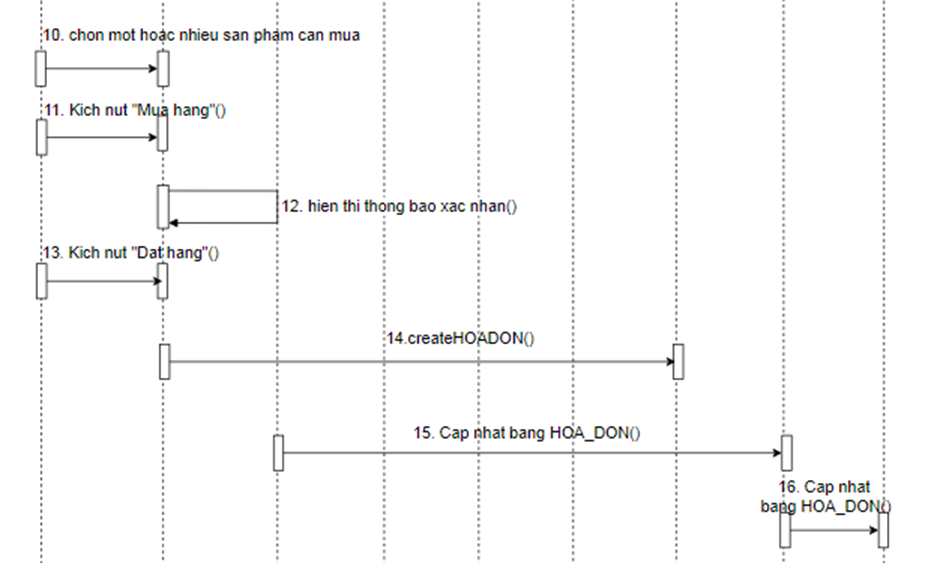 10. chon mot hoac nhieu san pham can mua
11. Kich nut "Mua hang"()
12. hien thi thong bao xac nhan()
13. Kich nut "Dat hang"()
14.createHOADON()
15. Cap nhat bang HOA_DON()
16. Cap nhat
bang HOA_DON()